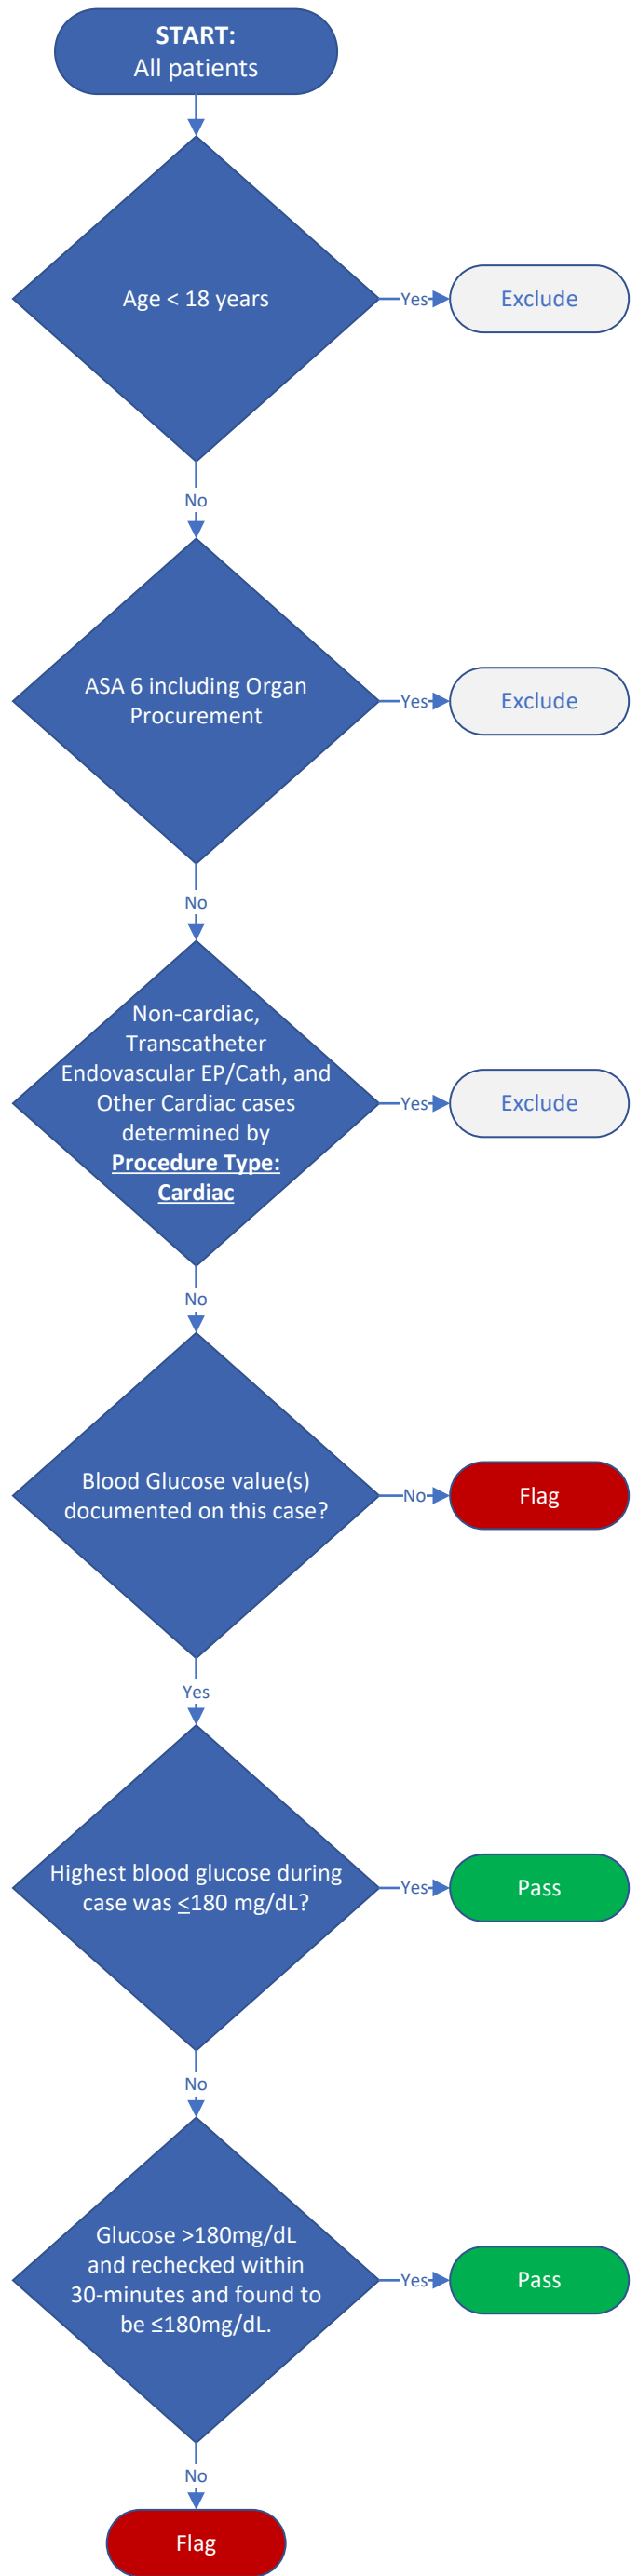 START:
All patients
Age < 18 years
Yes
Exclude
No
ASA 6 including Organ
Procurement
Yes
Exclude
No
Non-cardiac,
Transcatheter
Endovascular EP/Cath, and
Other Cardiac cases
determined by
Procedure Type:
Cardiac
Yes
Exclude
No
Blood Glucose value(s)
documented on this case?
No
Flag
Yes
Highest blood glucose during
case was ≤180 mg/dL?
Yes
Pass
No
Glucose >180mg/dL
and rechecked within
30-minutes and found to
be ≤180mg/dL.
Yes
Pass
No
Flag